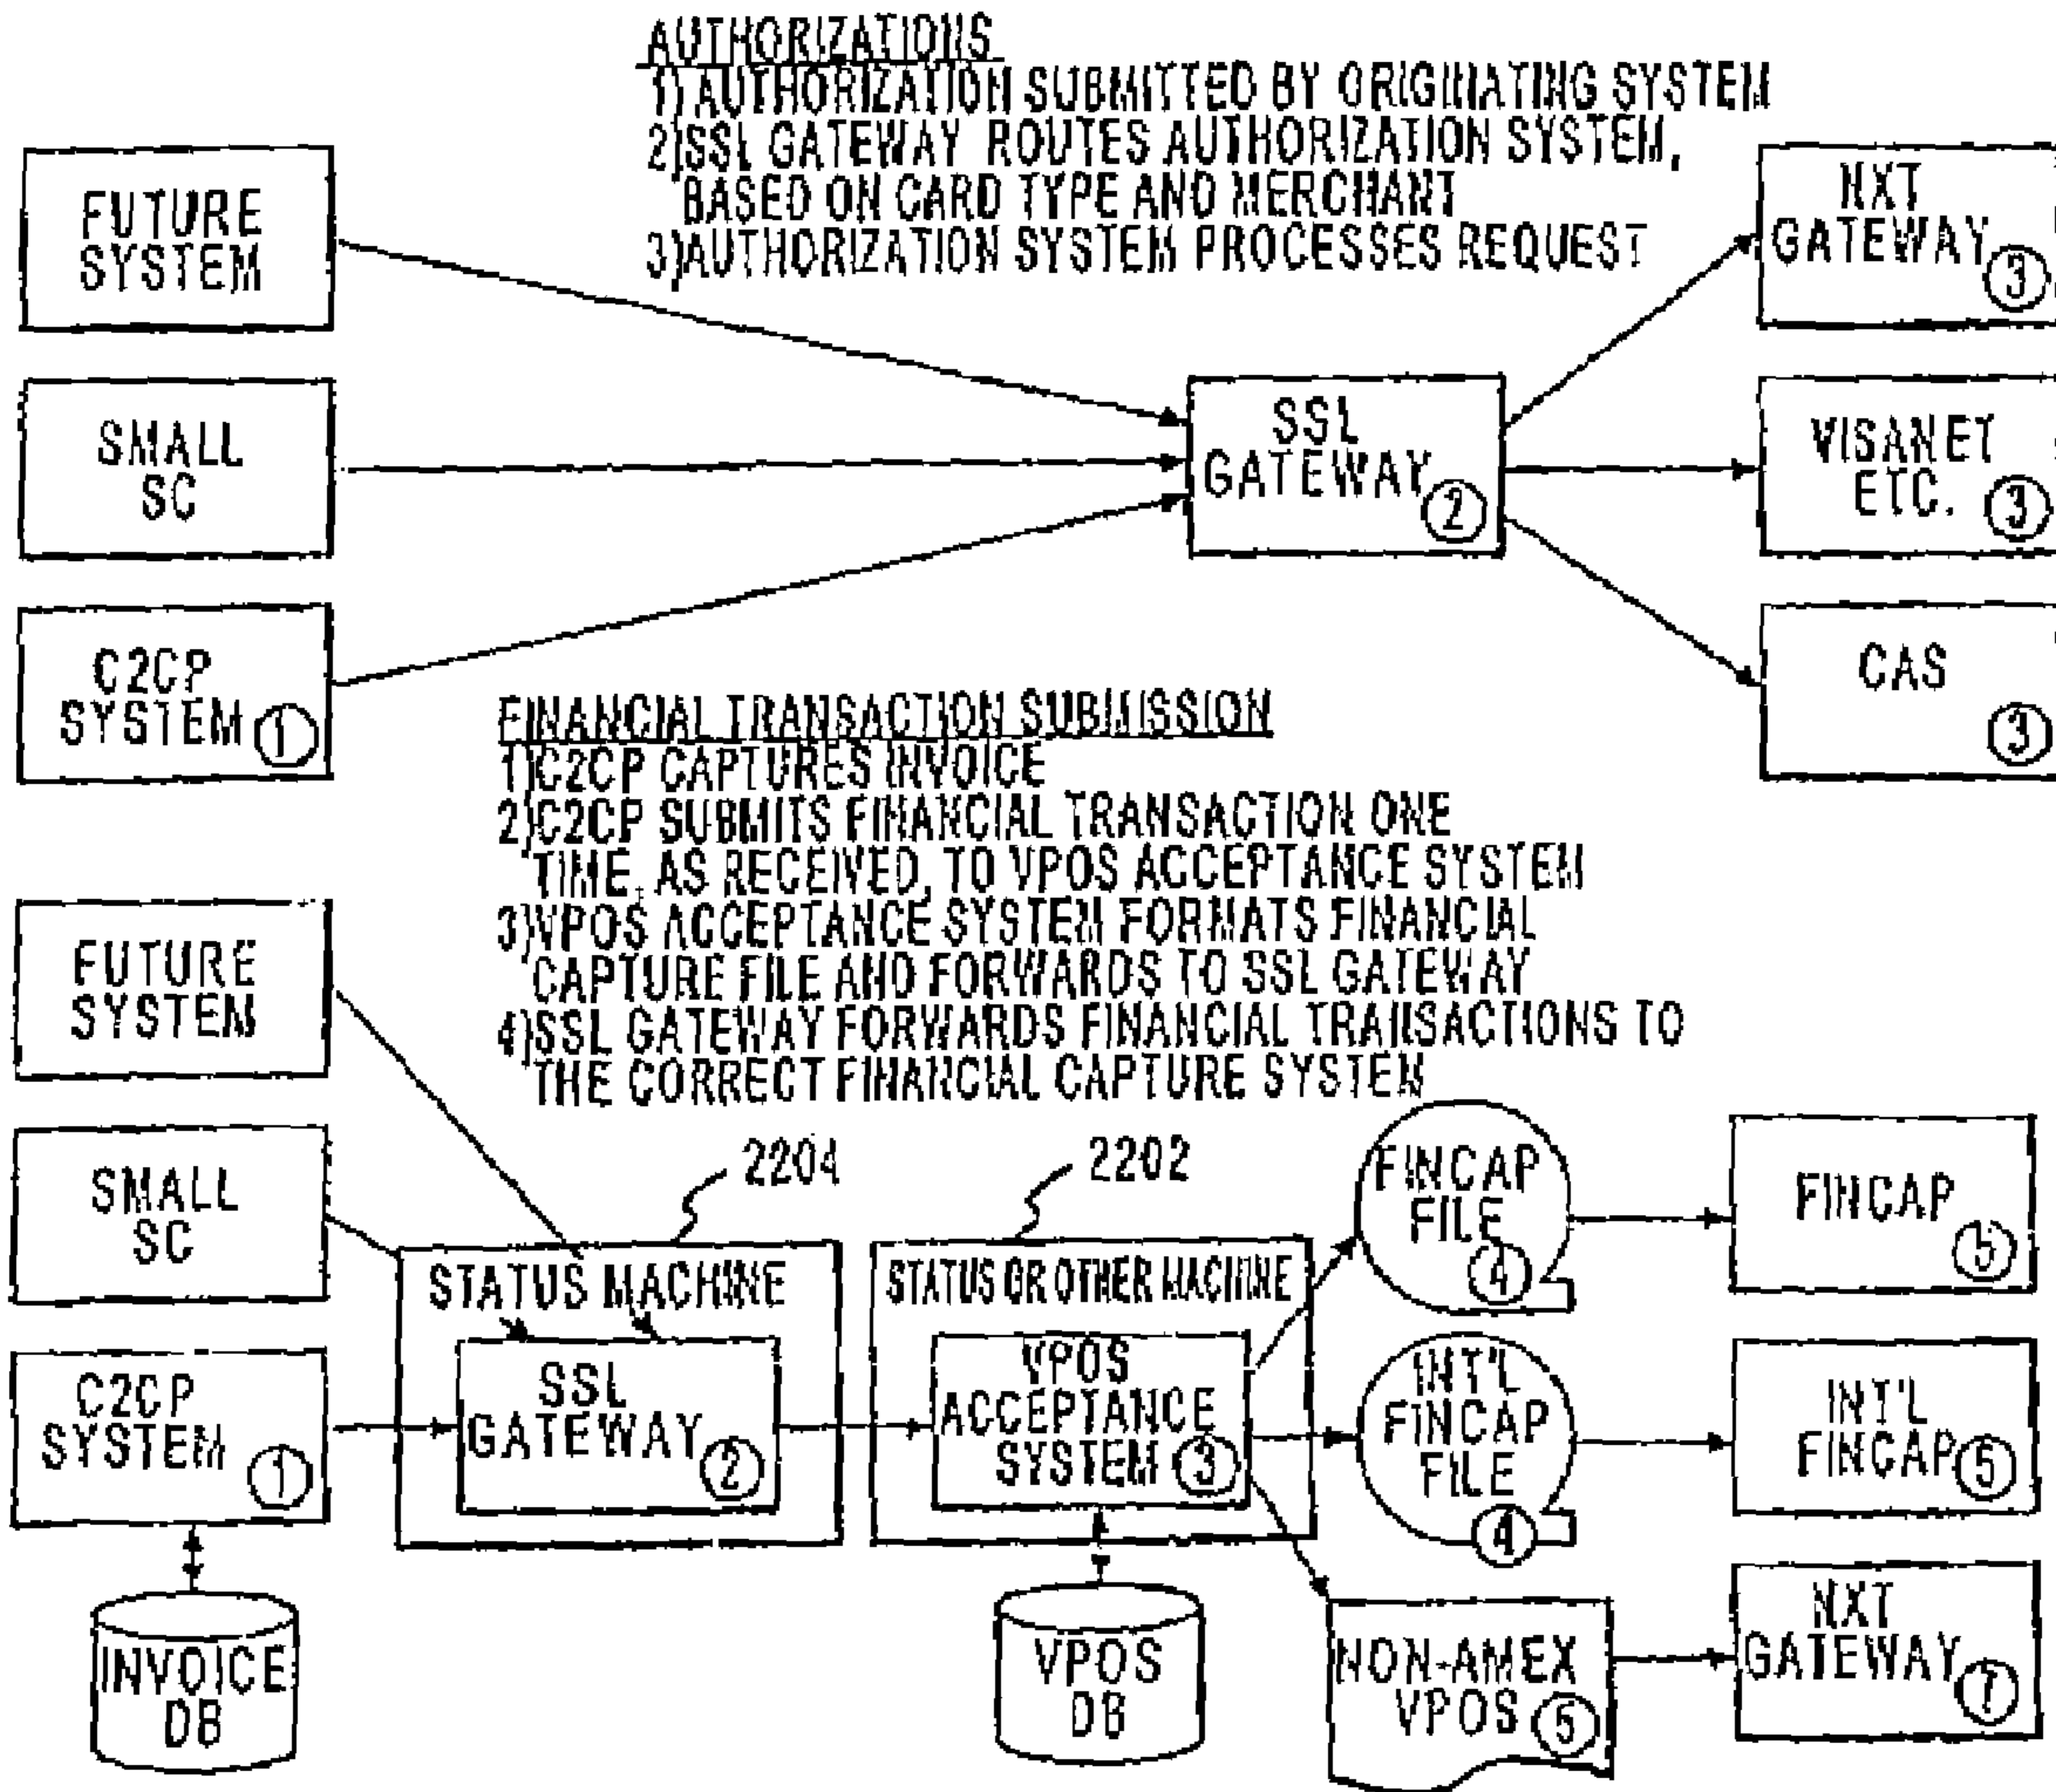 AUTHORIZATIONS
1)AUTHORIZATION SUBMITTED BY ORIGINATING SYSTEM
2)SSL GATEWAY ROUTES AUTHORIZATION SYSTEM,
BASED ON CARD TYPE AND MERCHANT
3)AUTHORIZATION SYSTEM PROCESSES REQUEST
FUTURE
SYSTEM
SMALL
SC
C2CP
SYSTEM 1
SSL
GATEWAY 2
NXT
GATEWAY 3
VISANET
ETC. 3
CAS
3
FINANCIAL TRANSACTION SUBMISSION
1)C2CP CAPTURES INVOICE
2)C2CP SUBMITS FINANCIAL TRANSACTION ONE
TIME, AS RECEIVED, TO VPOS ACCEPTANCE SYSTEM
3)VPOS ACCEPTANCE SYSTEM FORMATS FINANCIAL
CAPTURE FILE AND FORWARDS TO SSL GATEWAY
4)SSL GATEWAY FORWARDS FINANCIAL TRANSACTIONS TO
THE CORRECT FINANCIAL CAPTURE SYSTEM
FUTURE
SYSTEM
SMALL
SC
C2CP
SYSTEM 1
INVOICE
DB
2204
STATUS MACHINE
SSL
GATEWAY 2
2202
STATUS OR OTHER MACHINE
VPOS
ACCEPTANCE
SYSTEM 3
VPOS
DB
FINCAP
FILE
4
INT'L
FINCAP
FILE
4
NON-AMEX
VPOS
FINCAP
5
INT'L
FINCAP
NXT
GATEWAY 7